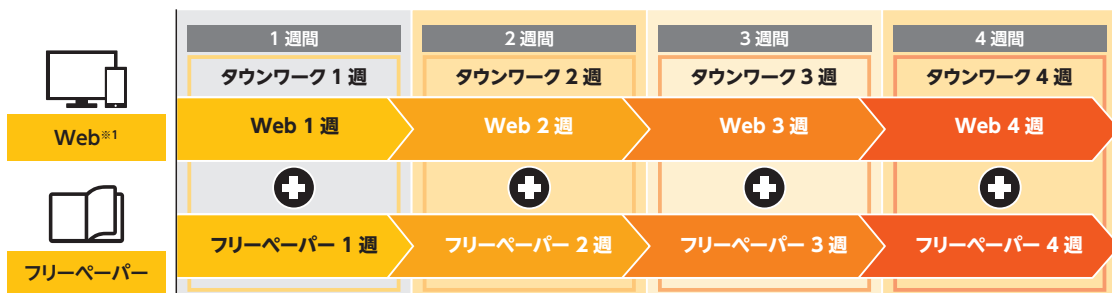 1 週間
2 週間
3 週間
4 週間
タウンワーク 1 週
タウンワーク 2 週
タウンワーク 3 週
タウンワーク 4 週
Web※1
Web 1 週
Web 2 週
Web 3 週
Web 4 週
フリーペーパー
フリーペーパー 1 週
フリーペーパー 2 週
フリーペーパー 3 週
フリーペーパー 4 週